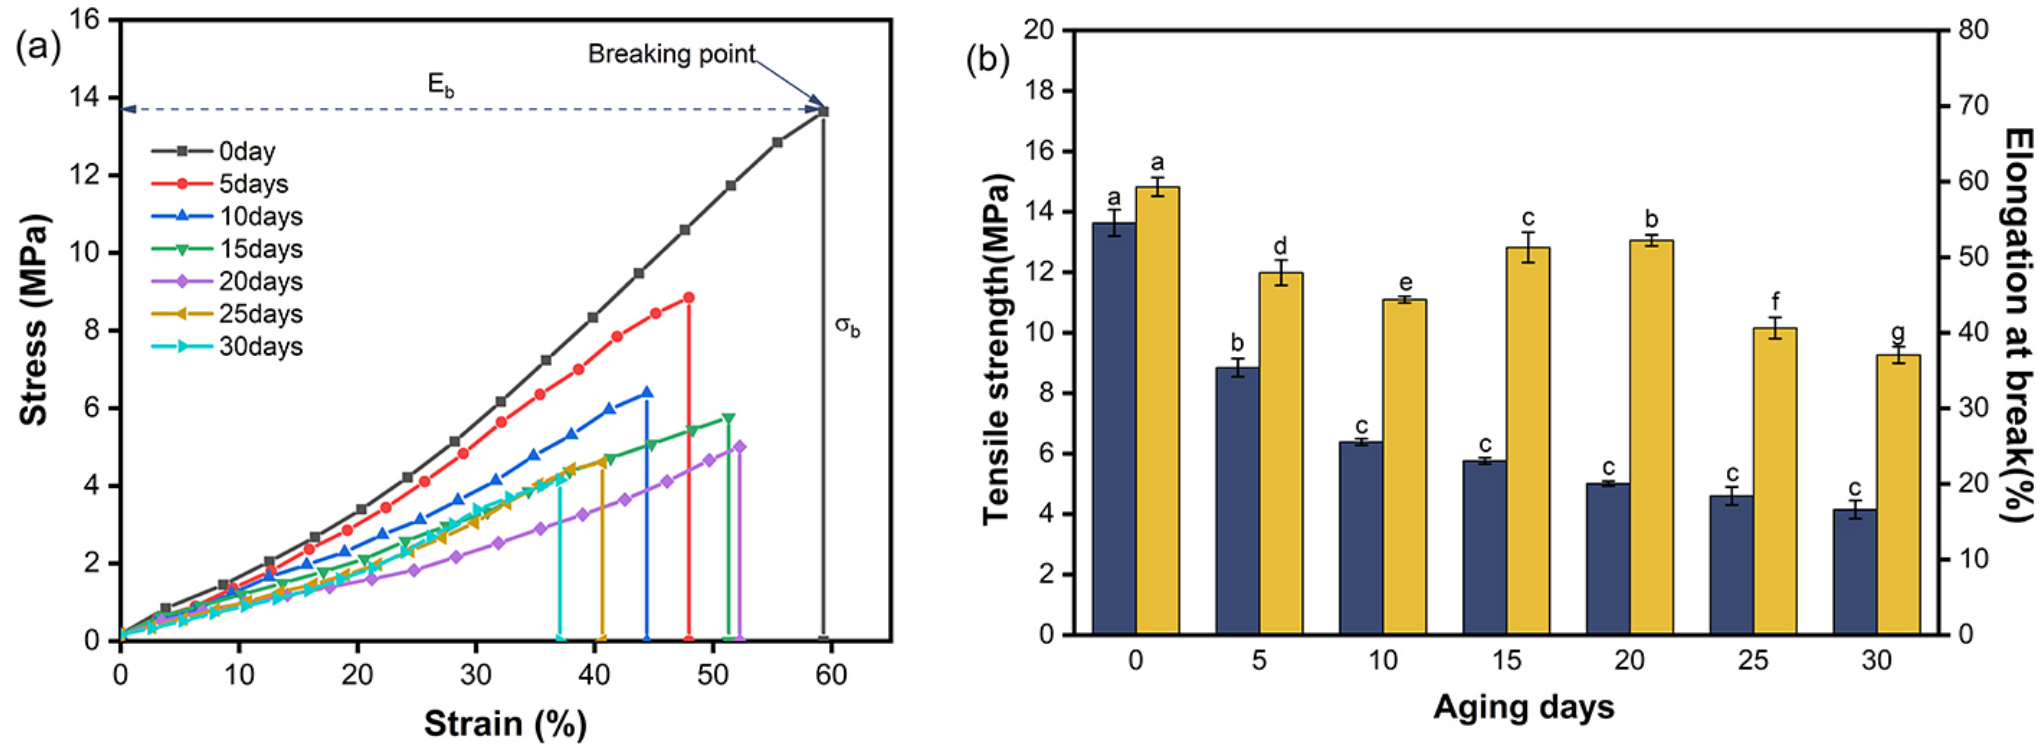 (a)
16
14
12
10
8
6
4
2
0
Stress (MPa)
Breaking point
E_b
0day
5days
10days
15days
20days
25days
30days
σ_b
0 10 20 30 40 50 60
Strain (%)
(b)
20
18
16
14
12
10
8
6
4
2
0
Tensile strength(MPa)
a a
b d
c e
c c
c b
c f
c g
80
70
60
50
40
30
20
10
0
Elongation at break(%)
0 5 10 15 20 25 30
Aging days